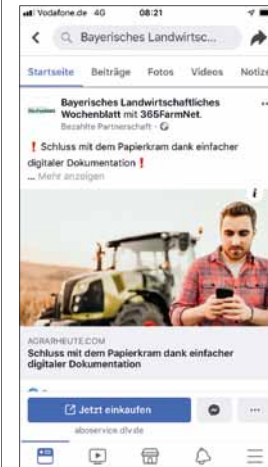 Vodafone.de 4G 08:21
Bayerisches Landwirtsc...
Startseite Beiträge Fotos Videos Notize
Bayerisches Landwirtschaftliches
Wochenblatt mit 365FarmNet.
Bezahlte Partnerschaft ·
❗ Schluss mit dem Papierkram dank einfacher
digitaler Dokumentation ❗
... Mehr anzeigen
i
AGRARHEUTE.COM
Schluss mit dem Papierkram dank einfacher
digitaler Dokumentation
Jetzt einkaufen
aboservice.dlv.de